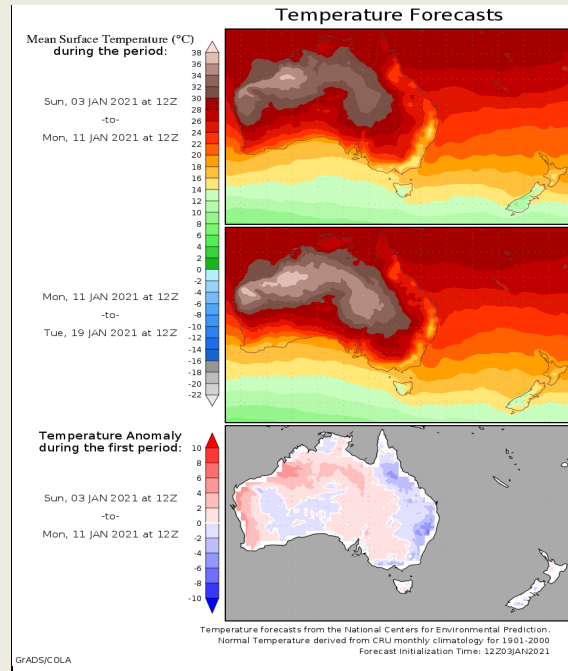 Temperature Forecasts
Mean Surface Temperature (°C)
during the period:
Sun, 03 JAN 2021 at 12Z
-to-
Mon, 11 JAN 2021 at 12Z
38
36
34
32
30
28
26
24
22
20
18
16
14
12
10
8
6
4
2
0
-2
-4
-6
-8
-10
-12
-14
-16
-18
-20
-22
Mon, 11 JAN 2021 at 12Z
-to-
Tue, 19 JAN 2021 at 12Z
Temperature Anomaly
during the first period:
Sun, 03 JAN 2021 at 12Z
-to-
Mon, 11 JAN 2021 at 12Z
10
8
6
4
2
0
-2
-4
-6
-8
-10
Temperature forecasts from the National Centers for Environmental Prediction.
Normal Temperature derived from CRU monthly climatology for 1901-2000
Forecast Initialization Time: 12Z03JAN2021
GrADS/COLA